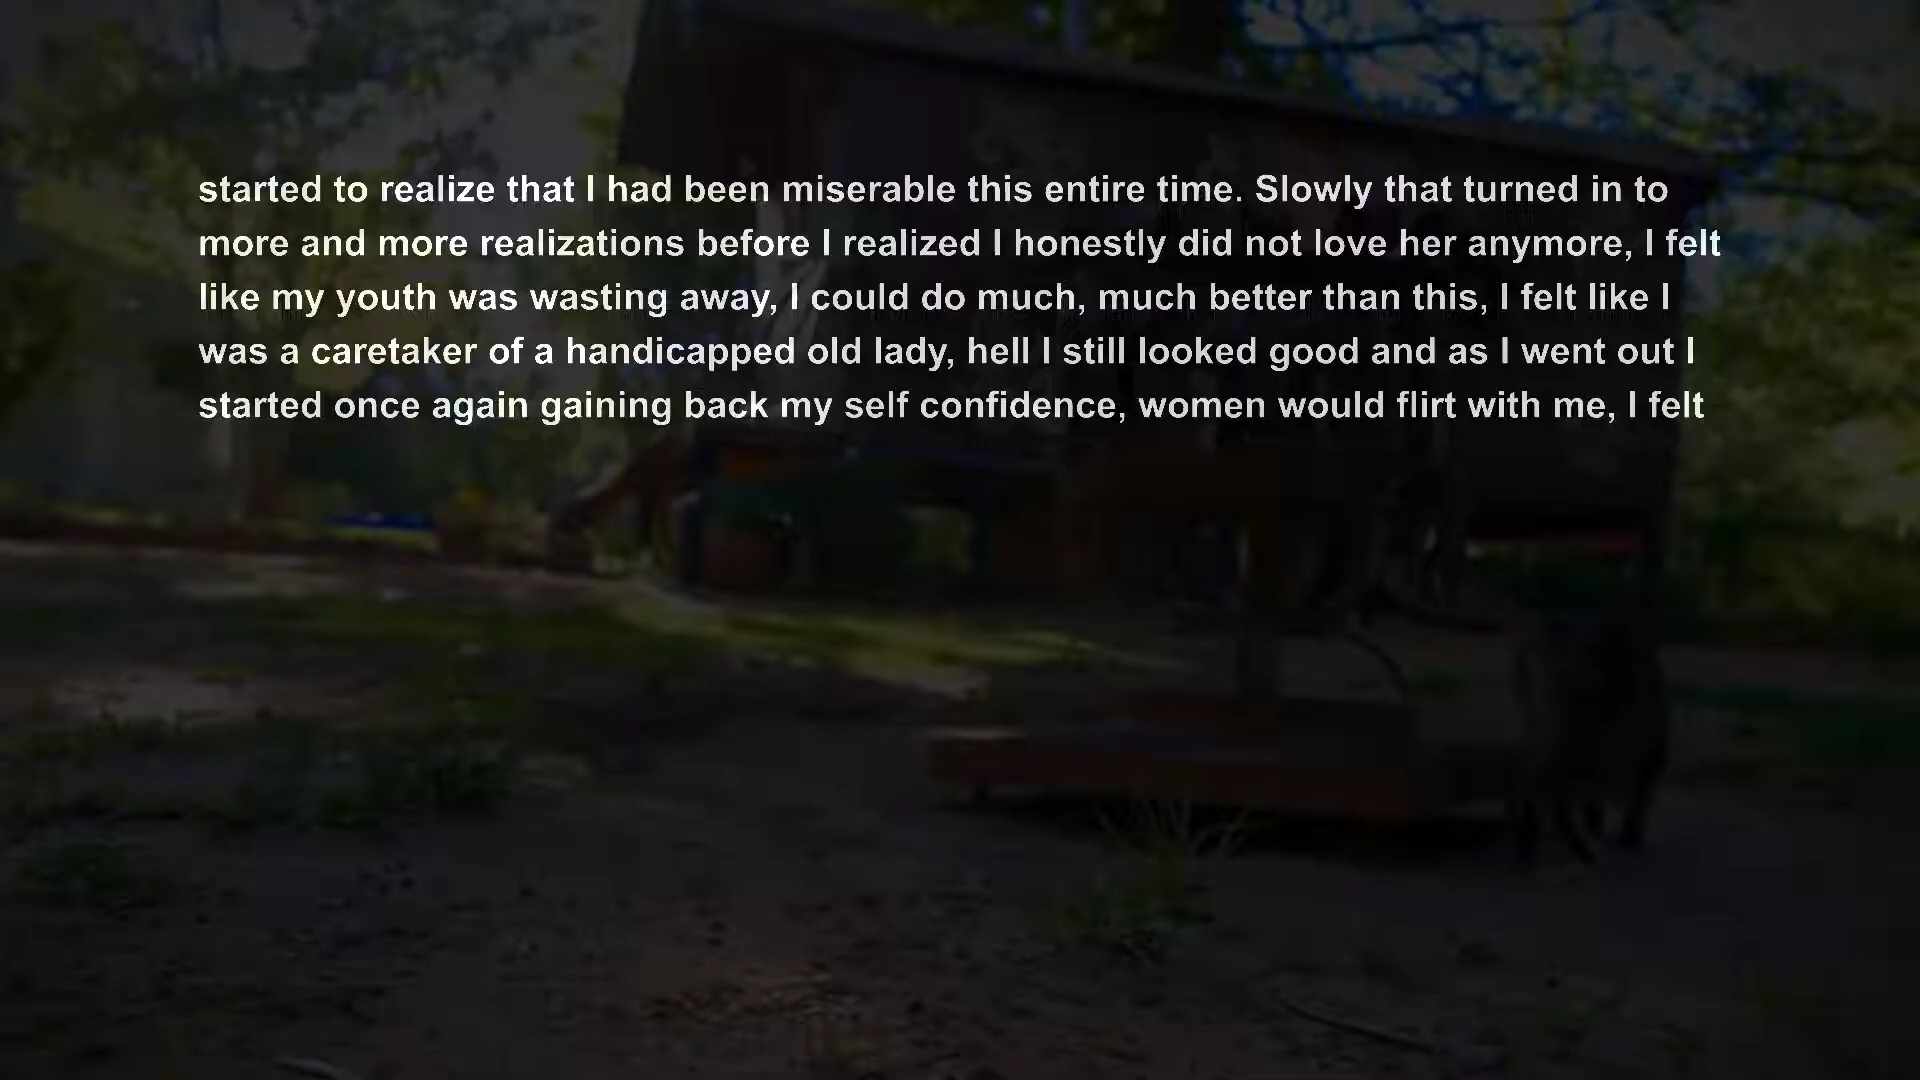 started to realize that I had been miserable this entire time. Slowly that turned in to
more and more realizations before I realized I honestly did not love her anymore, I felt
like my youth was wasting away, I could do much, much better than this, I felt like I
was a caretaker of a handicapped old lady, hell I still looked good and as I went out I
started once again gaining back my self confidence, women would flirt with me, I felt